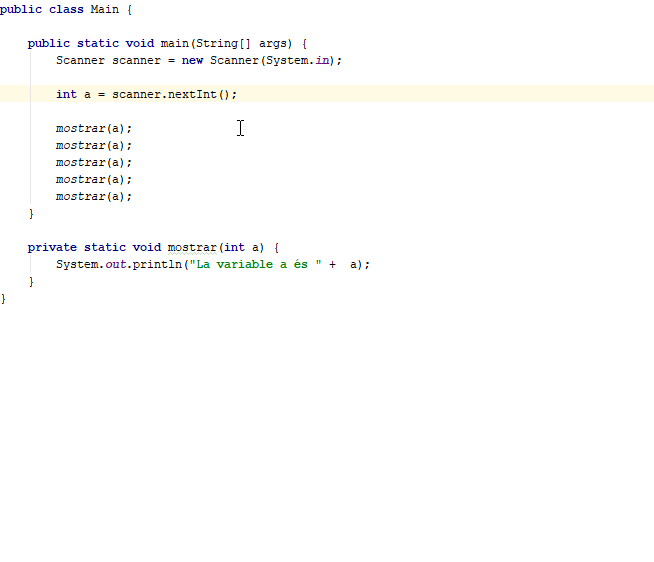 public class Main {
public static void main(String[] args) {
Scanner scanner = new Scanner(System.in);
int a = scanner.nextInt();
mostrar(a);
mostrar(a);
mostrar(a);
mostrar(a);
mostrar(a);
}
private static void mostrar(int a) {
System.out.println("La variable a és " +  a);
}
}